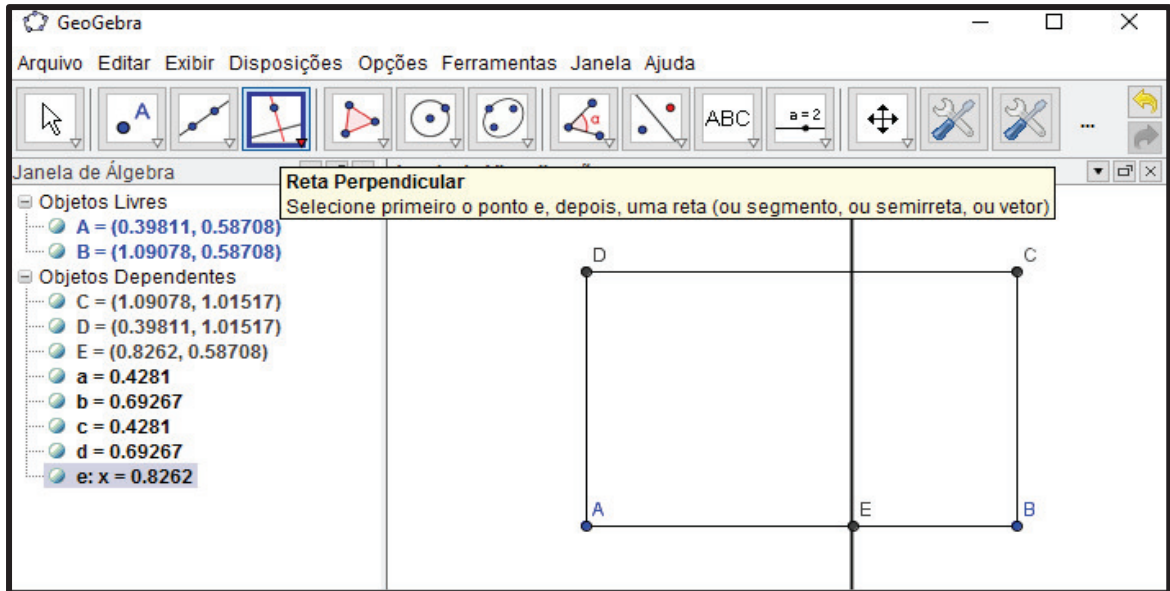 GeoGebra
Arquivo Editar Exibir Disposições Opções Ferramentas Janela Ajuda
A
α
ABC
a=2
...
Janela de Álgebra
Reta Perpendicular
Selecione primeiro o ponto e, depois, uma reta (ou segmento, ou semirreta, ou vetor)
Objetos Livres
A = (0.39811, 0.58708)
B = (1.09078, 0.58708)
Objetos Dependentes
C = (1.09078, 1.01517)
D = (0.39811, 1.01517)
E = (0.8262, 0.58708)
a = 0.4281
b = 0.69267
c = 0.4281
d = 0.69267
e: x = 0.8262
D
C
A
E
B